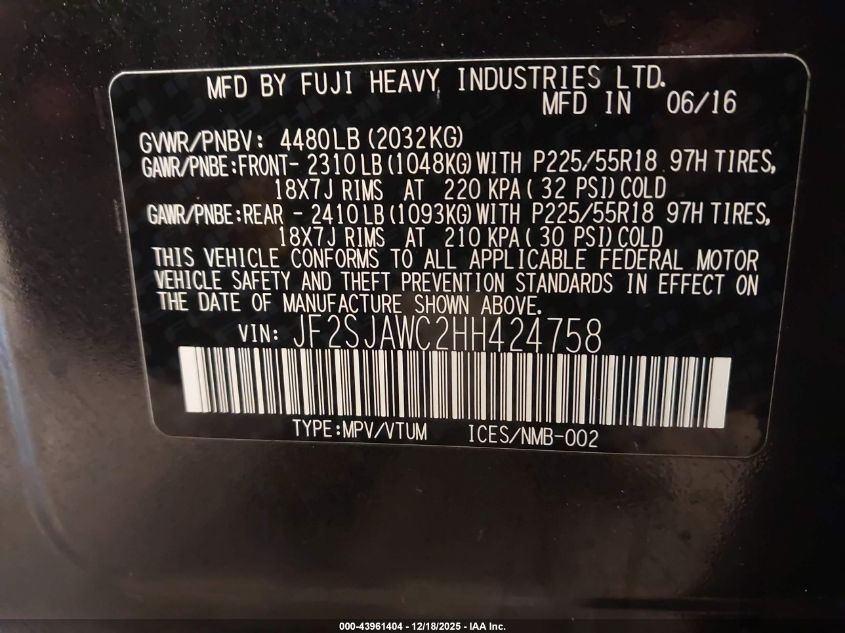 MFD BY FUJI HEAVY INDUSTRIES LTD.
MFD IN 06/16
GVWR/PNBV: 4480LB (2032KG)
GAWR/PNBE:FRONT- 2310LB (1048KG) WITH P225/55R18 97H TIRES,
18X7J RIMS AT 220 KPA ( 32 PSI) COLD
GAWR/PNBE:REAR - 2410LB (1093KG) WITH P225/55R18 97H TIRES,
18X7J RIMS AT 210 KPA ( 30 PSI) COLD
THIS VEHICLE CONFORMS TO ALL APPLICABLE FEDERAL MOTOR
VEHICLE SAFETY AND THEFT PREVENTION STANDARDS IN EFFECT ON
THE DATE OF MANUFACTURE SHOWN ABOVE.
VIN: JF2SJAWC2HH424758
TYPE:MPV/VTUM ICES/NMB-002
000-43961404 - 12/18/2025 - IAA Inc.